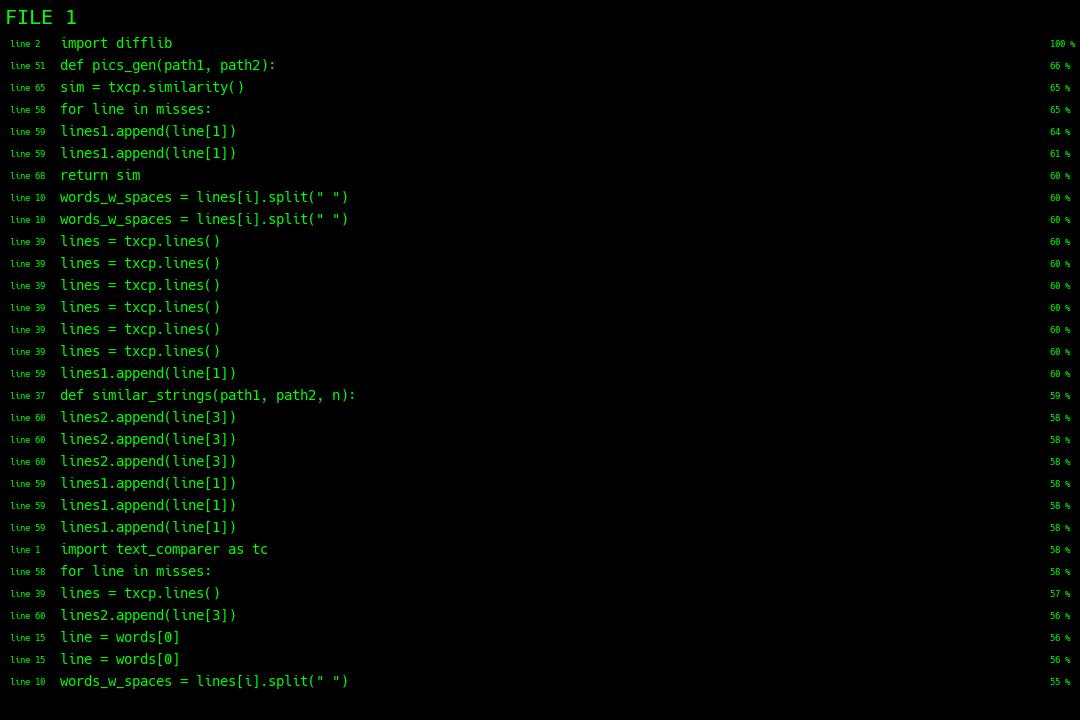 FILE 1
line 2 import difflib 100 %
line 51 def pics_gen(path1, path2): 66 %
line 65 sim = txcp.similarity() 65 %
line 58 for line in misses: 65 %
line 59 lines1.append(line[1]) 64 %
line 59 lines1.append(line[1]) 61 %
line 68 return sim 60 %
line 10 words_w_spaces = lines[i].split(" ") 60 %
line 10 words_w_spaces = lines[i].split(" ") 60 %
line 39 lines = txcp.lines() 60 %
line 39 lines = txcp.lines() 60 %
line 39 lines = txcp.lines() 60 %
line 39 lines = txcp.lines() 60 %
line 39 lines = txcp.lines() 60 %
line 39 lines = txcp.lines() 60 %
line 59 lines1.append(line[1]) 60 %
line 37 def similar_strings(path1, path2, n): 59 %
line 60 lines2.append(line[3]) 58 %
line 60 lines2.append(line[3]) 58 %
line 60 lines2.append(line[3]) 58 %
line 59 lines1.append(line[1]) 58 %
line 59 lines1.append(line[1]) 58 %
line 59 lines1.append(line[1]) 58 %
line 1 import text_comparer as tc 58 %
line 58 for line in misses: 58 %
line 39 lines = txcp.lines() 57 %
line 60 lines2.append(line[3]) 56 %
line 15 line = words[0] 56 %
line 15 line = words[0] 56 %
line 10 words_w_spaces = lines[i].split(" ") 55 %